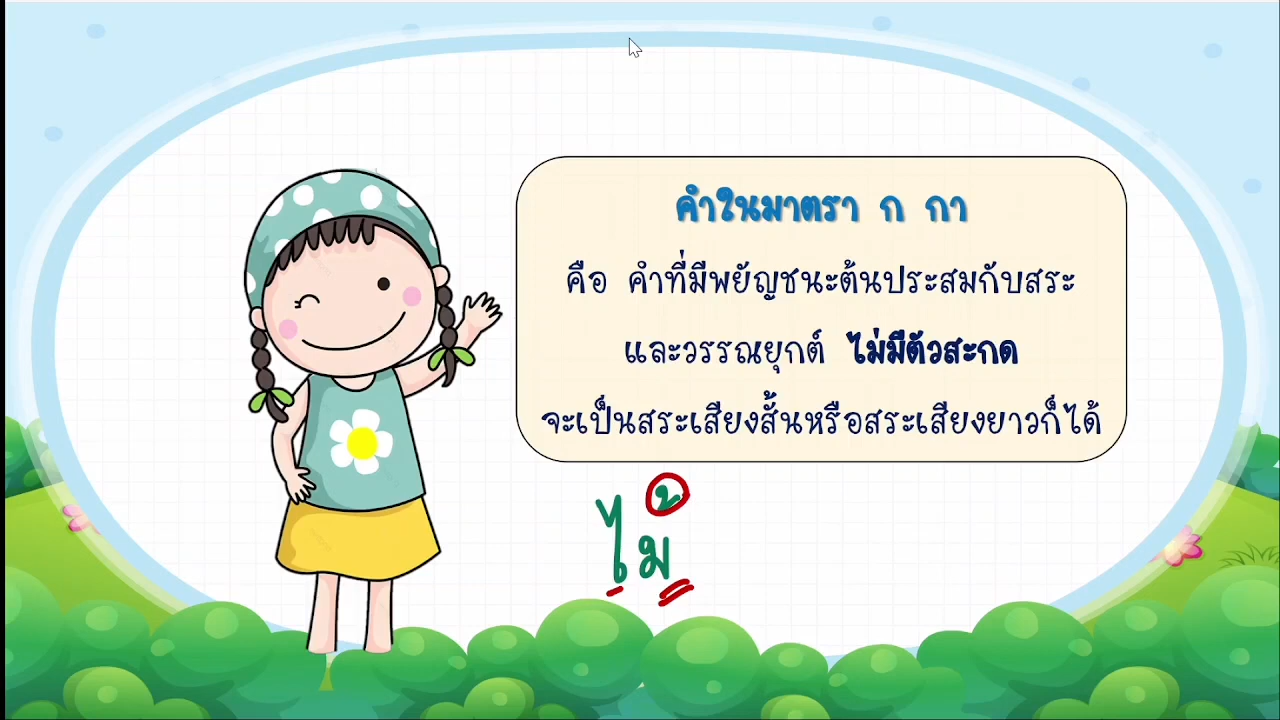 คำในมาตรา ก กา
คือ คำที่มีพยัญชนะต้นประสมกับสระ
และวรรณยุกต์ ไม่มีตัวสะกด
จะเป็นสระเสียงสั้นหรือสระเสียงยาวก็ได้
ไม้